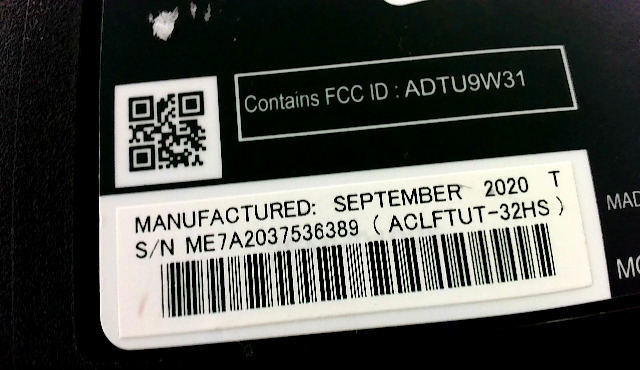 Contains FCC ID : ADTU9W31
MANUFACTURED: SEPTEMBER 2020 T
S/N ME7A2037536389 ( ACLFTUT-32HS )